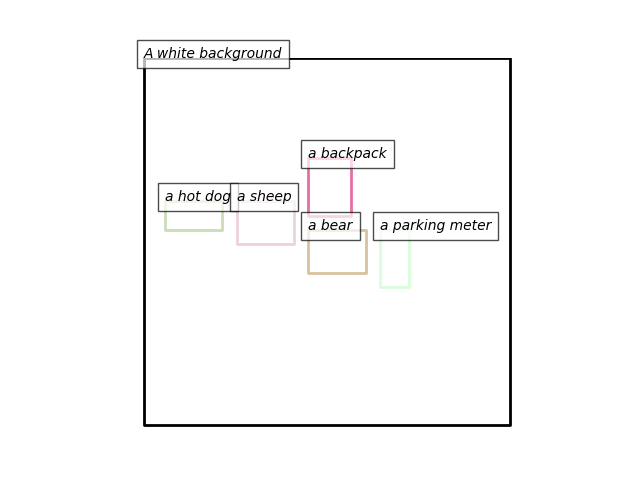 A white background
a backpack
a hot dog
a sheep
a bear
a parking meter